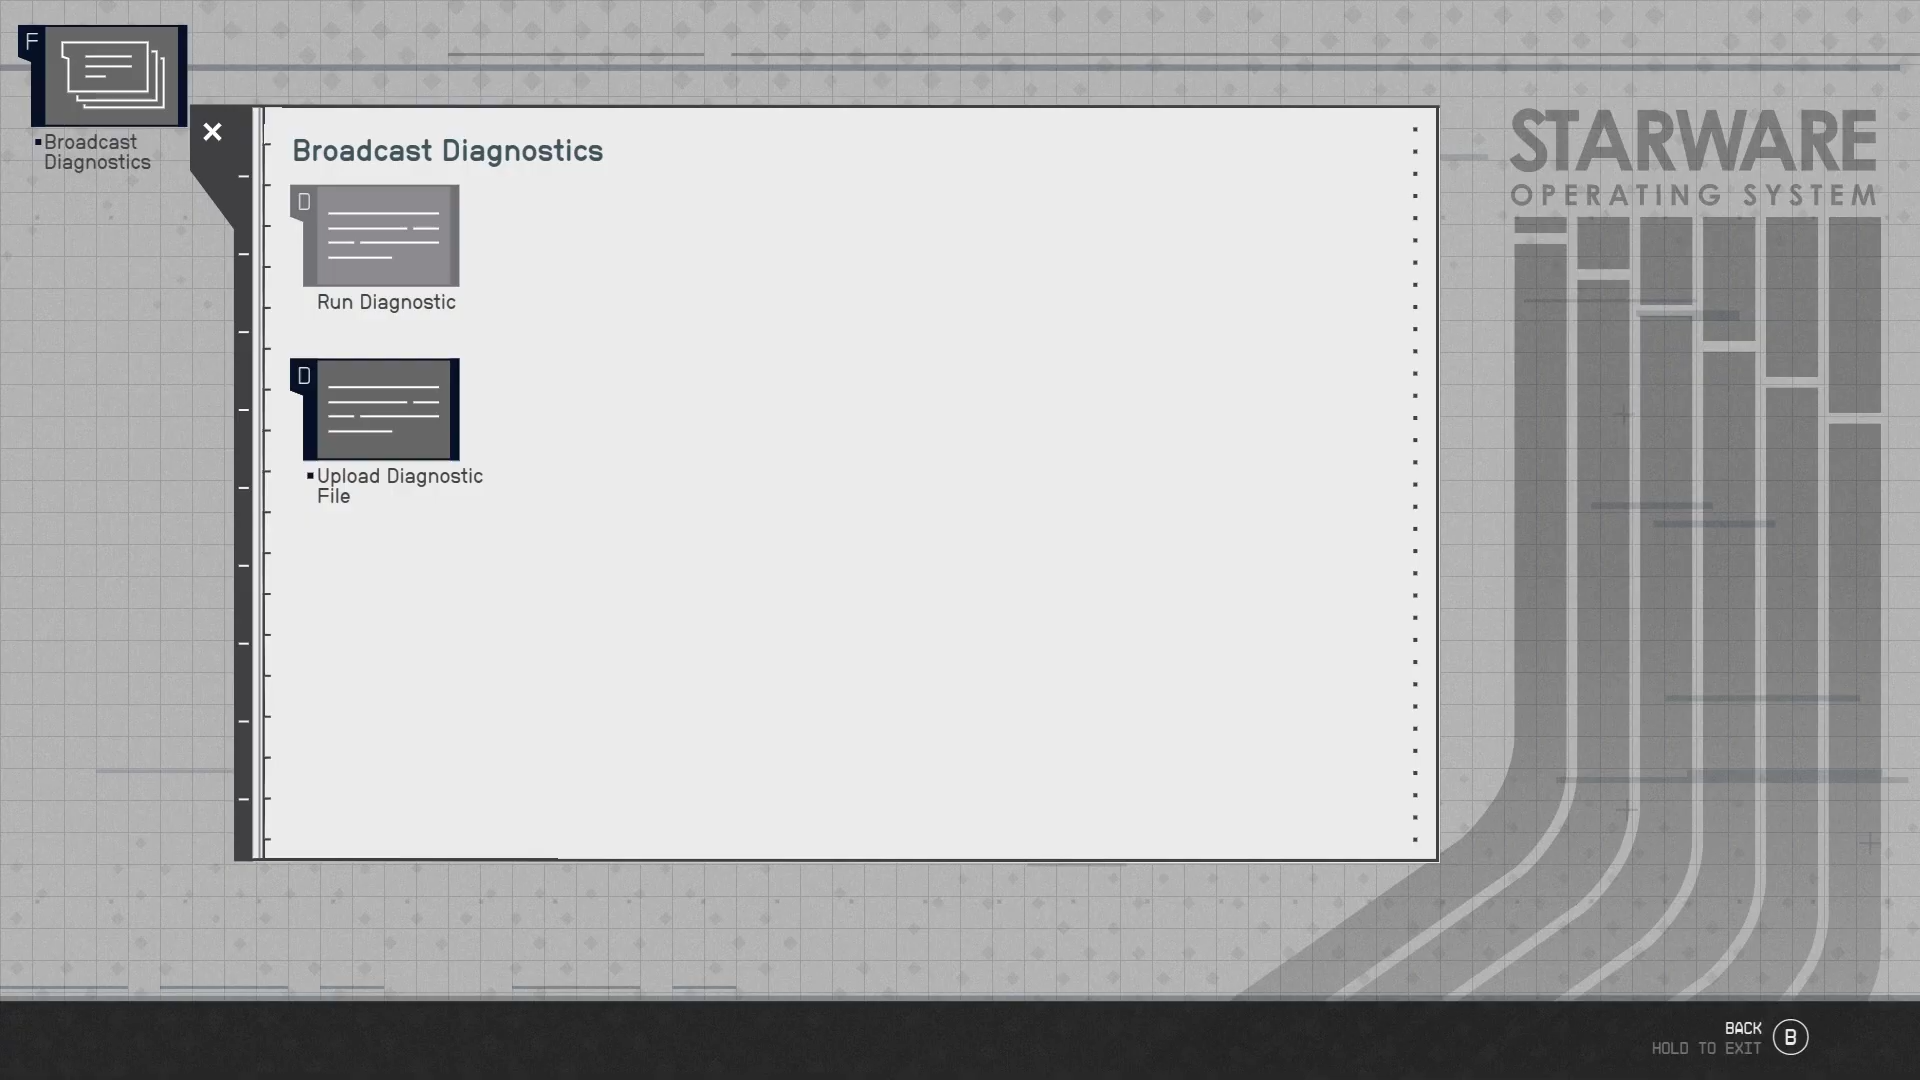 F
Broadcast
Diagnostics
Broadcast Diagnostics
D
Run Diagnostic
D
Upload Diagnostic
File
STARWARE
OPERATING SYSTEM
BACK
HOLD TO EXIT
B